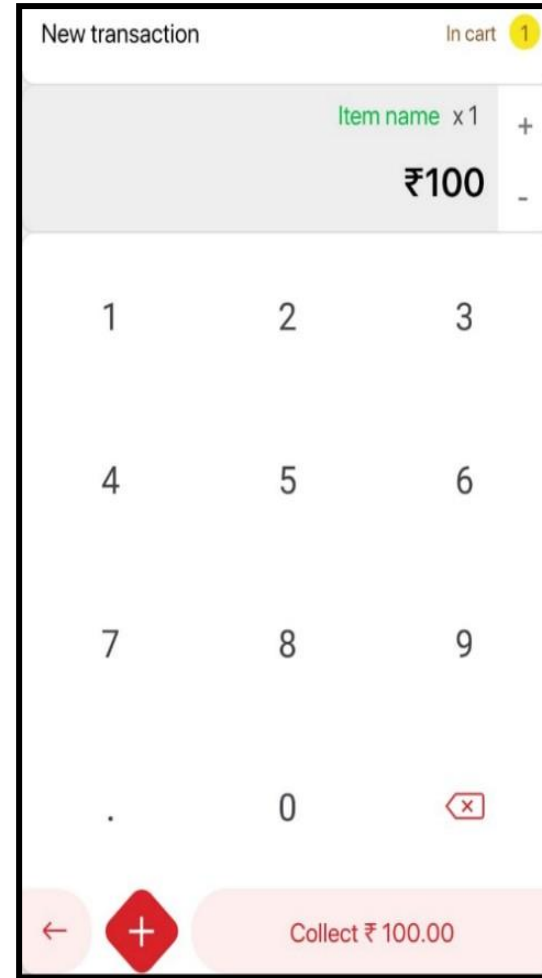 New transaction In cart 1
Item name x 1 +
₹100 -
1 2 3
4 5 6
7 8 9
. 0
← + Collect ₹ 100.00